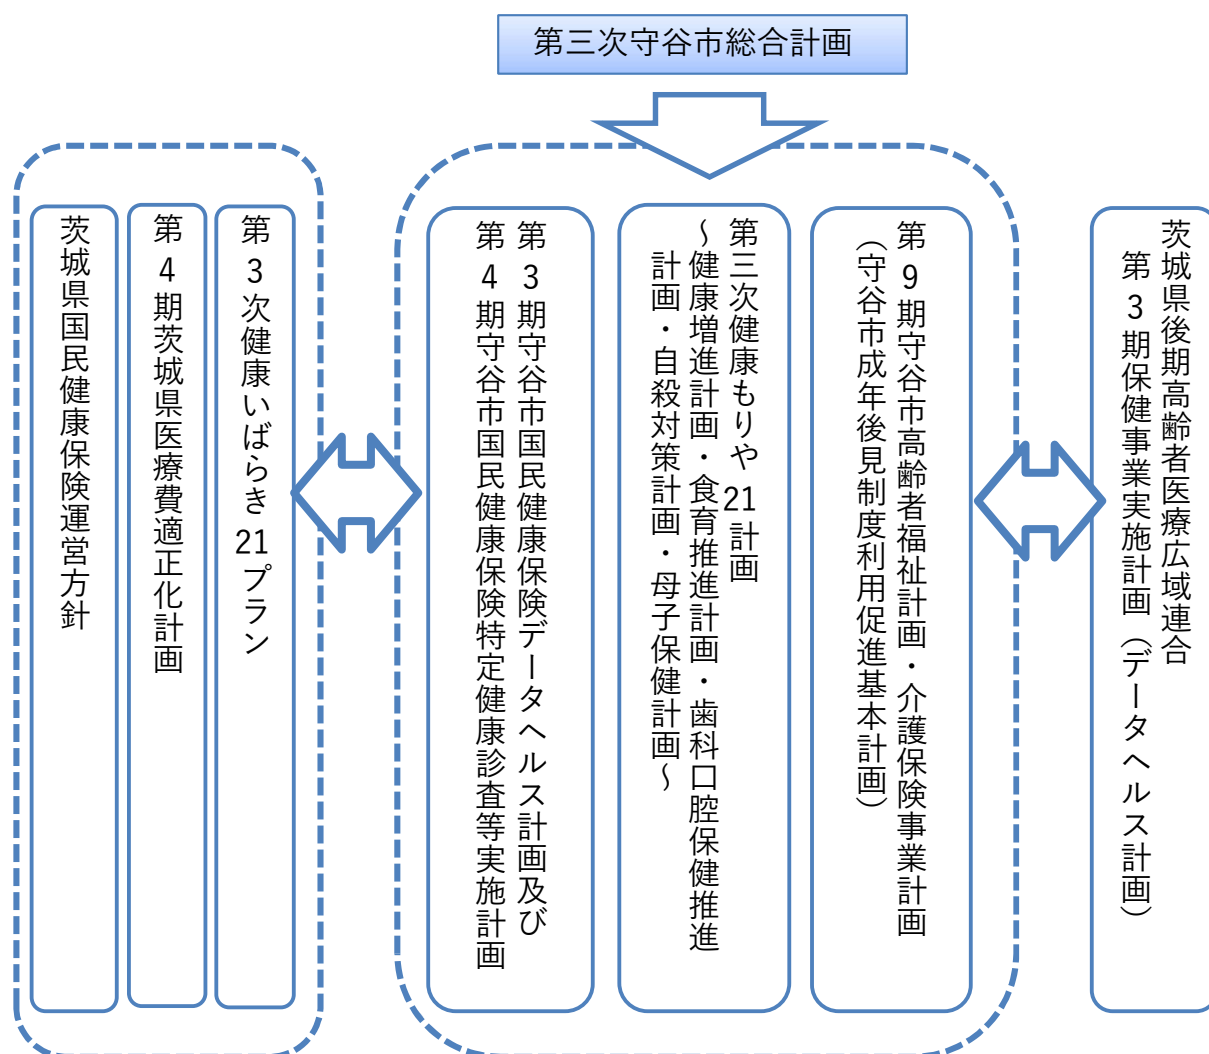 第三次守谷市総合計画
茨城県後期高齢者医療広域連合
第3期保健事業実施計画(データヘルス計画)
第9期守谷市高齢者福祉計画・介護保険事業計画
(守谷市成年後見制度利用促進基本計画)
第三次健康もりや21計画
～健康増進計画・食育推進計画・歯科口腔保健推進
計画・自殺対策計画・母子保健計画～
第3期守谷市国民健康保険データヘルス計画及び
第4期守谷市国民健康保険特定健康診査等実施計画
第3次健康いばらき21プラン
第4期茨城県医療費適正化計画
茨城県国民健康保険運営方針